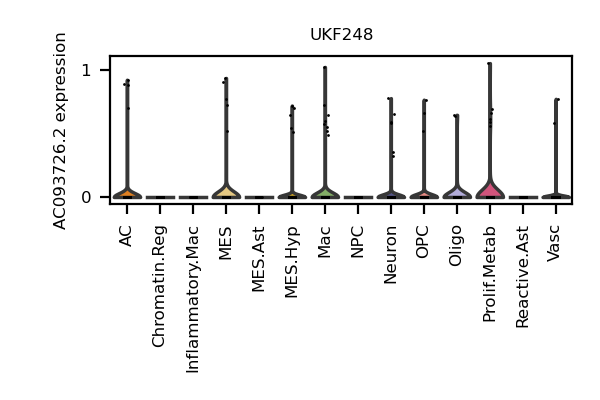 UKF248
AC093726.2 expression
1
0
AC
Chromatin.Reg
Inflammatory.Mac
MES
MES.Ast
MES.Hyp
Mac
NPC
Neuron
OPC
Oligo
Prolif.Metab
Reactive.Ast
Vasc